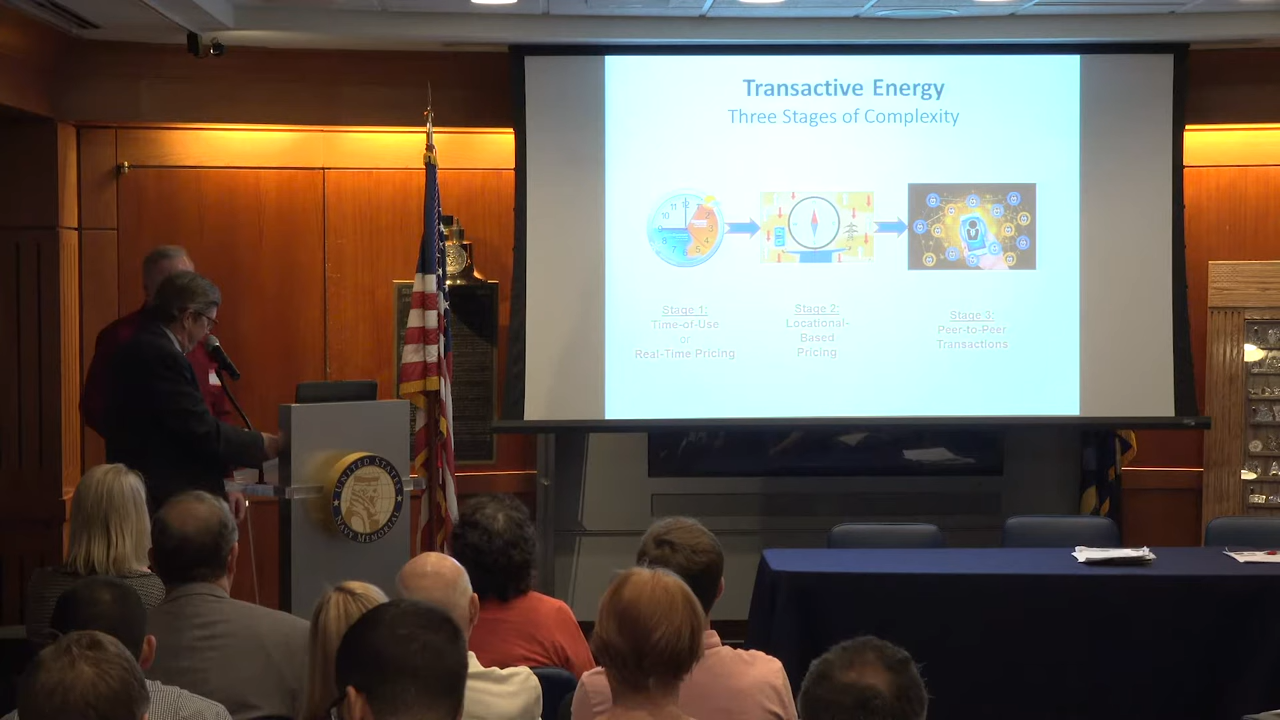 Transactive Energy
Three Stages of Complexity
Stage 1:
Time-of-Use
or
Real-Time Pricing
Stage 2:
Locational-
Based
Pricing
Stage 3:
Peer-to-Peer
Transactions
UNITED STATES
NAVY MEMORIAL